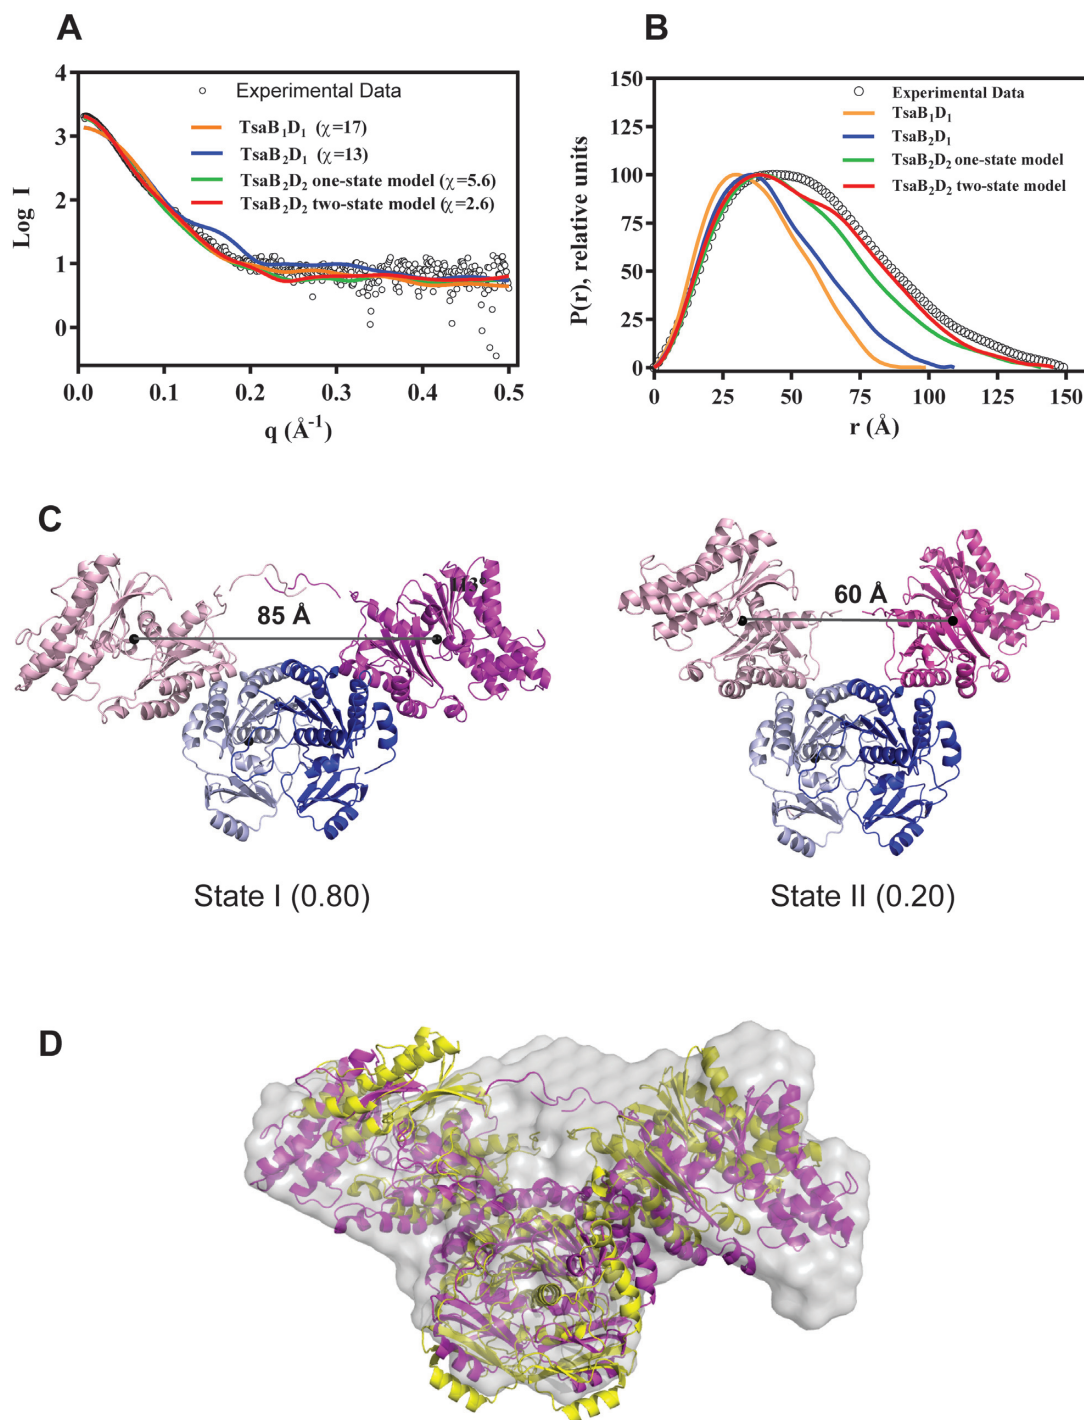 A
Log I
4
3
2
1
0
Experimental Data
TsaB₁D₁ (χ=17)
TsaB₂D₁ (χ=13)
TsaB₂D₂ one-state model (χ=5.6)
TsaB₂D₂ two-state model (χ=2.6)
0.0 0.1 0.2 0.3 0.4 0.5
q (Å⁻¹)
B
P(r), relative units
150
125
100
75
50
25
0
Experimental Data
TsaB₁D₁
TsaB₂D₁
TsaB₂D₂ one-state model
TsaB₂D₂ two-state model
0 25 50 75 100 125 150
r (Å)
C
85 Å
60 Å
State I (0.80)
State II (0.20)
D